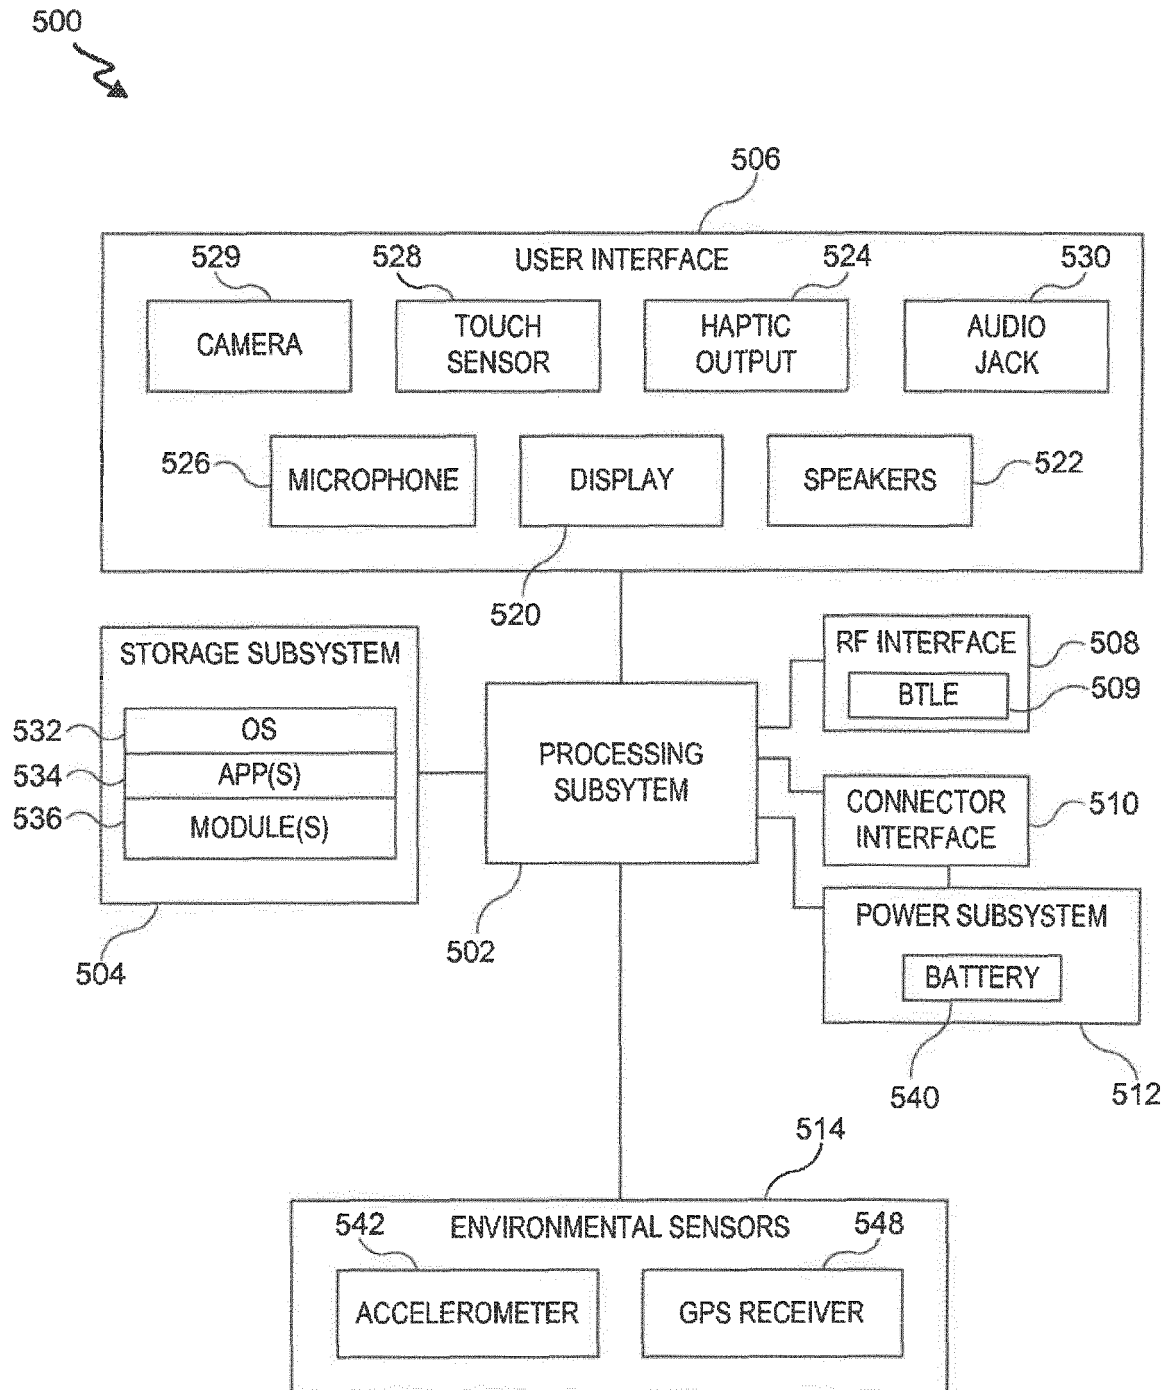 500
506
529 528 USER INTERFACE 524 530
CAMERA
TOUCH
SENSOR
HAPTIC
OUTPUT
AUDIO
JACK
526 MICROPHONE DISPLAY SPEAKERS 522
520
STORAGE SUBSYSTEM
532 OS
534 APP(S)
536 MODULE(S)
504
PROCESSING
SUBSYTEM
502
RF INTERFACE 508
BTLE 509
CONNECTOR
INTERFACE
510
POWER SUBSYSTEM
BATTERY
540
512
514
542 ENVIRONMENTAL SENSORS 548
ACCELEROMETER GPS RECEIVER